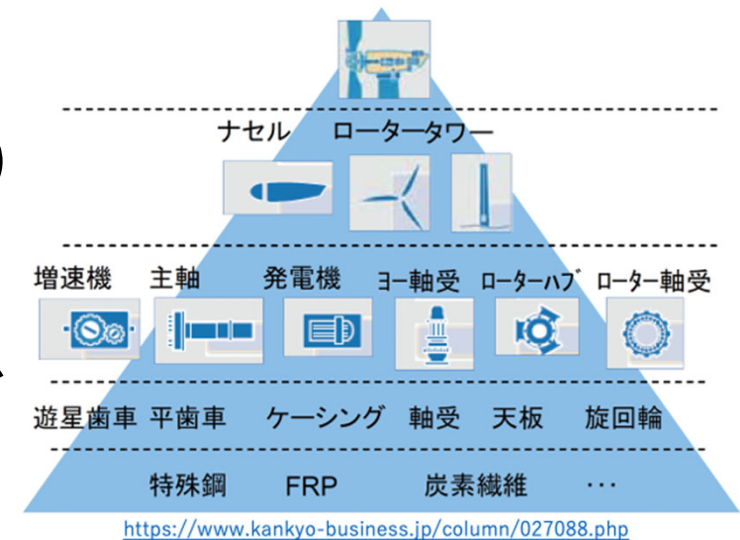 ナセル ロータータワー
増速機 主軸 発電機 ヨー軸受 ローターハブ ローター軸受
遊星歯車 平歯車 ケーシング 軸受 天板 旋回輪
特殊鋼 FRP 炭素繊維 ・・・
https://www.kankyo-business.jp/column/027088.php